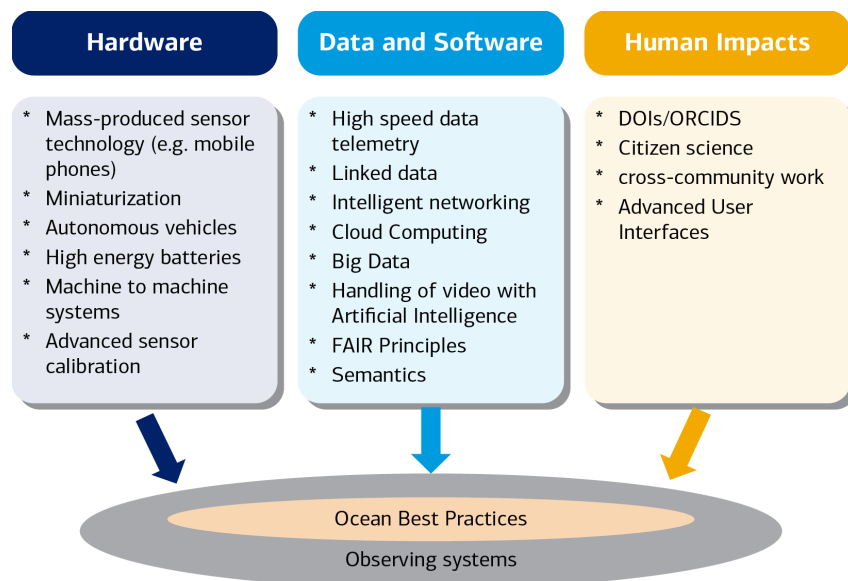 Hardware
* Mass-produced sensor
technology (e.g. mobile
phones)
* Miniaturization
* Autonomous vehicles
* High energy batteries
* Machine to machine
systems
* Advanced sensor
calibration
Data and Software
* High speed data
telemetry
* Linked data
* Intelligent networking
* Cloud Computing
* Big Data
* Handling of video with
Artificial Intelligence
* FAIR Principles
* Semantics
Human Impacts
* DOIs/ORCIDS
* Citizen science
* cross-community work
* Advanced User
Interfaces
Ocean Best Practices
Observing systems